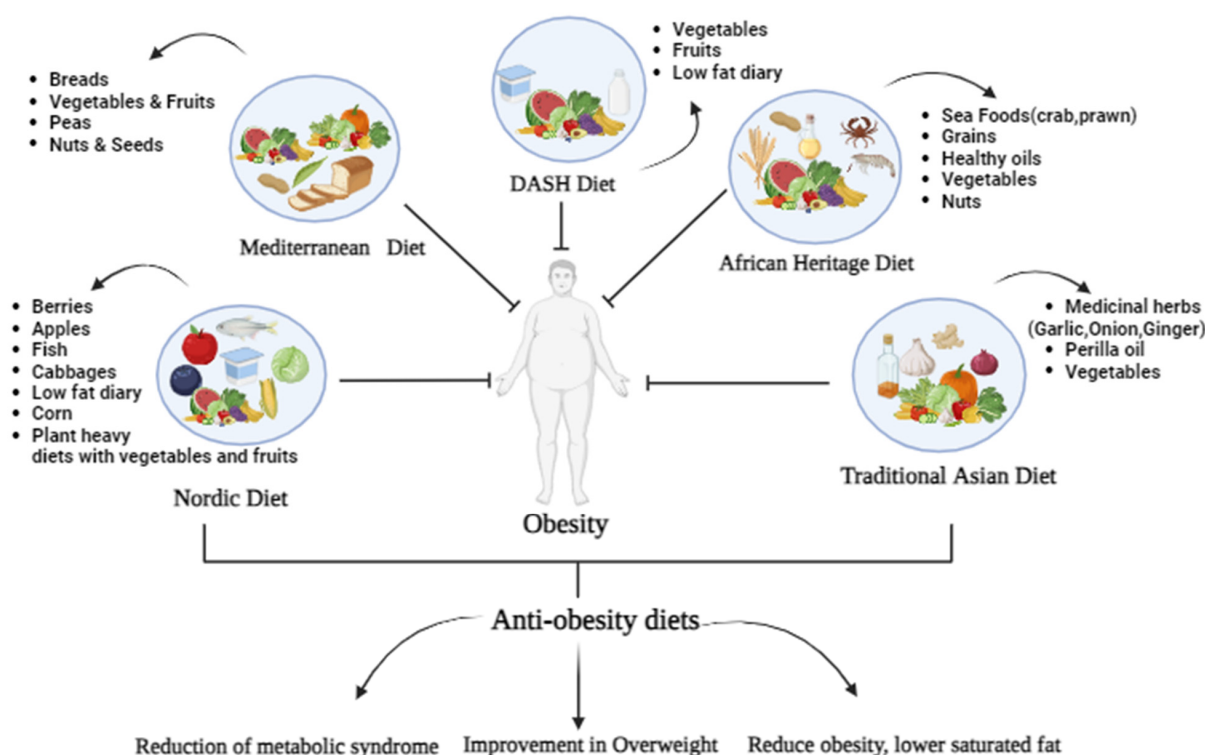 • Breads
• Vegetables & Fruits
• Peas
• Nuts & Seeds
Mediterranean Diet
• Vegetables
• Fruits
• Low fat diary
DASH Diet
• Sea Foods(crab,prawn)
• Grains
• Healthy oils
• Vegetables
• Nuts
African Heritage Diet
• Berries
• Apples
• Fish
• Cabbages
• Low fat diary
• Corn
• Plant heavy
diets with vegetables and fruits
Nordic Diet
• Medicinal herbs
(Garlic,Onion,Ginger)
• Perilla oil
• Vegetables
Traditional Asian Diet
Obesity
Anti-obesity diets
Reduction of metabolic syndrome
Improvement in Overweight
Reduce obesity, lower saturated fat